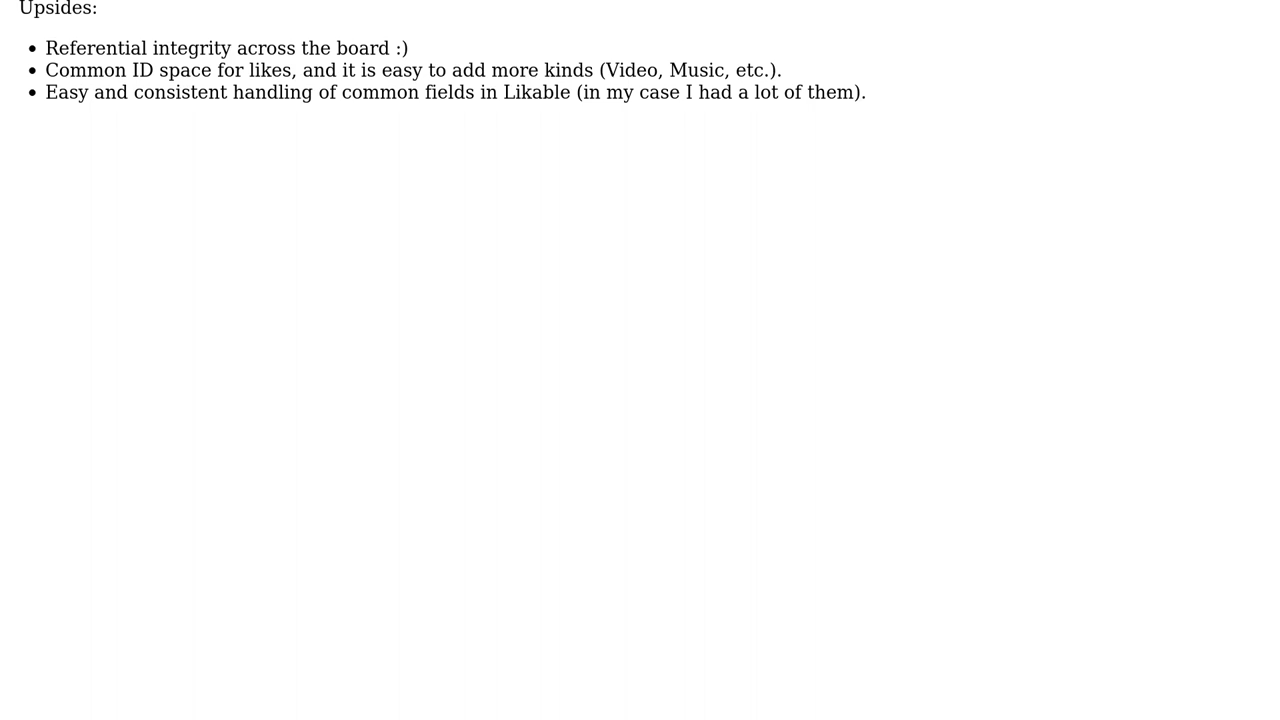 Upsides:
• Referential integrity across the board :)
• Common ID space for likes, and it is easy to add more kinds (Video, Music, etc.).
• Easy and consistent handling of common fields in Likable (in my case I had a lot of them).